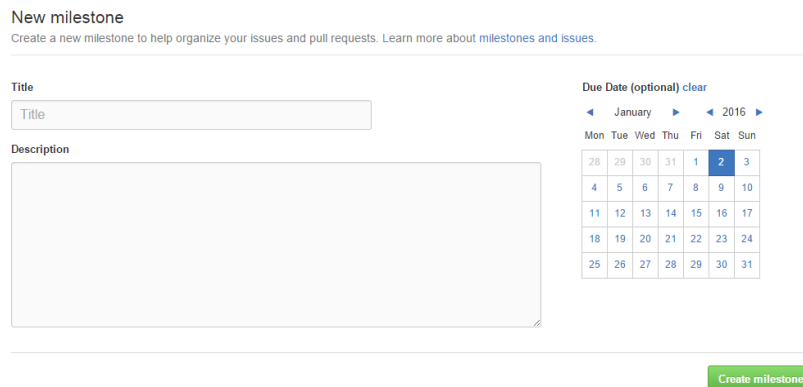 New milestone
Create a new milestone to help organize your issues and pull requests. Learn more about milestones and issues.
Title
Title
Description
Due Date (optional) clear
◄ January ► ◄ 2016 ►
Mon Tue Wed Thu Fri Sat Sun
28 29 30 31 1 2 3
4 5 6 7 8 9 10
11 12 13 14 15 16 17
18 19 20 21 22 23 24
25 26 27 28 29 30 31
Create milestone